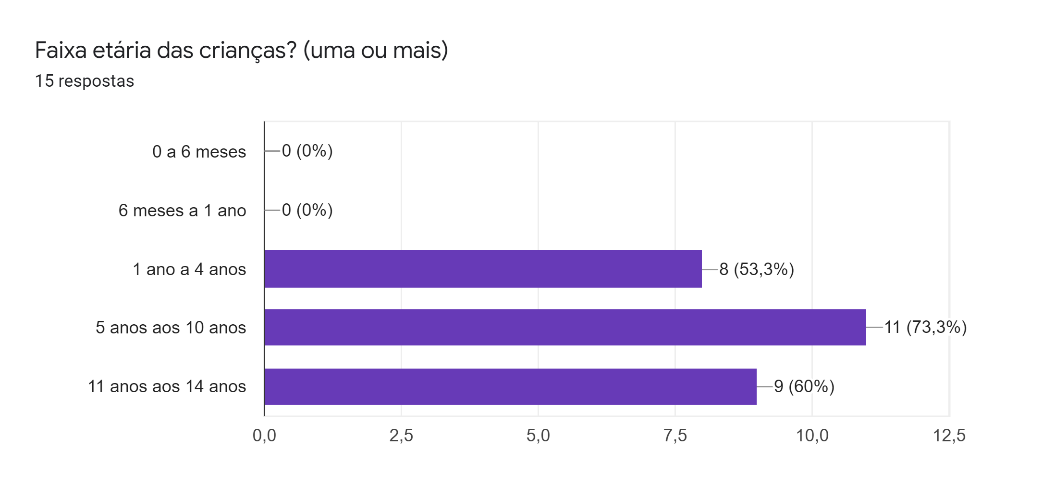 Faixa etária das crianças? (uma ou mais)
15 respostas
0 a 6 meses 0 (0%)
6 meses a 1 ano 0 (0%)
1 ano a 4 anos 8 (53,3%)
5 anos aos 10 anos 11 (73,3%)
11 anos aos 14 anos 9 (60%)
0,0 2,5 5,0 7,5 10,0 12,5